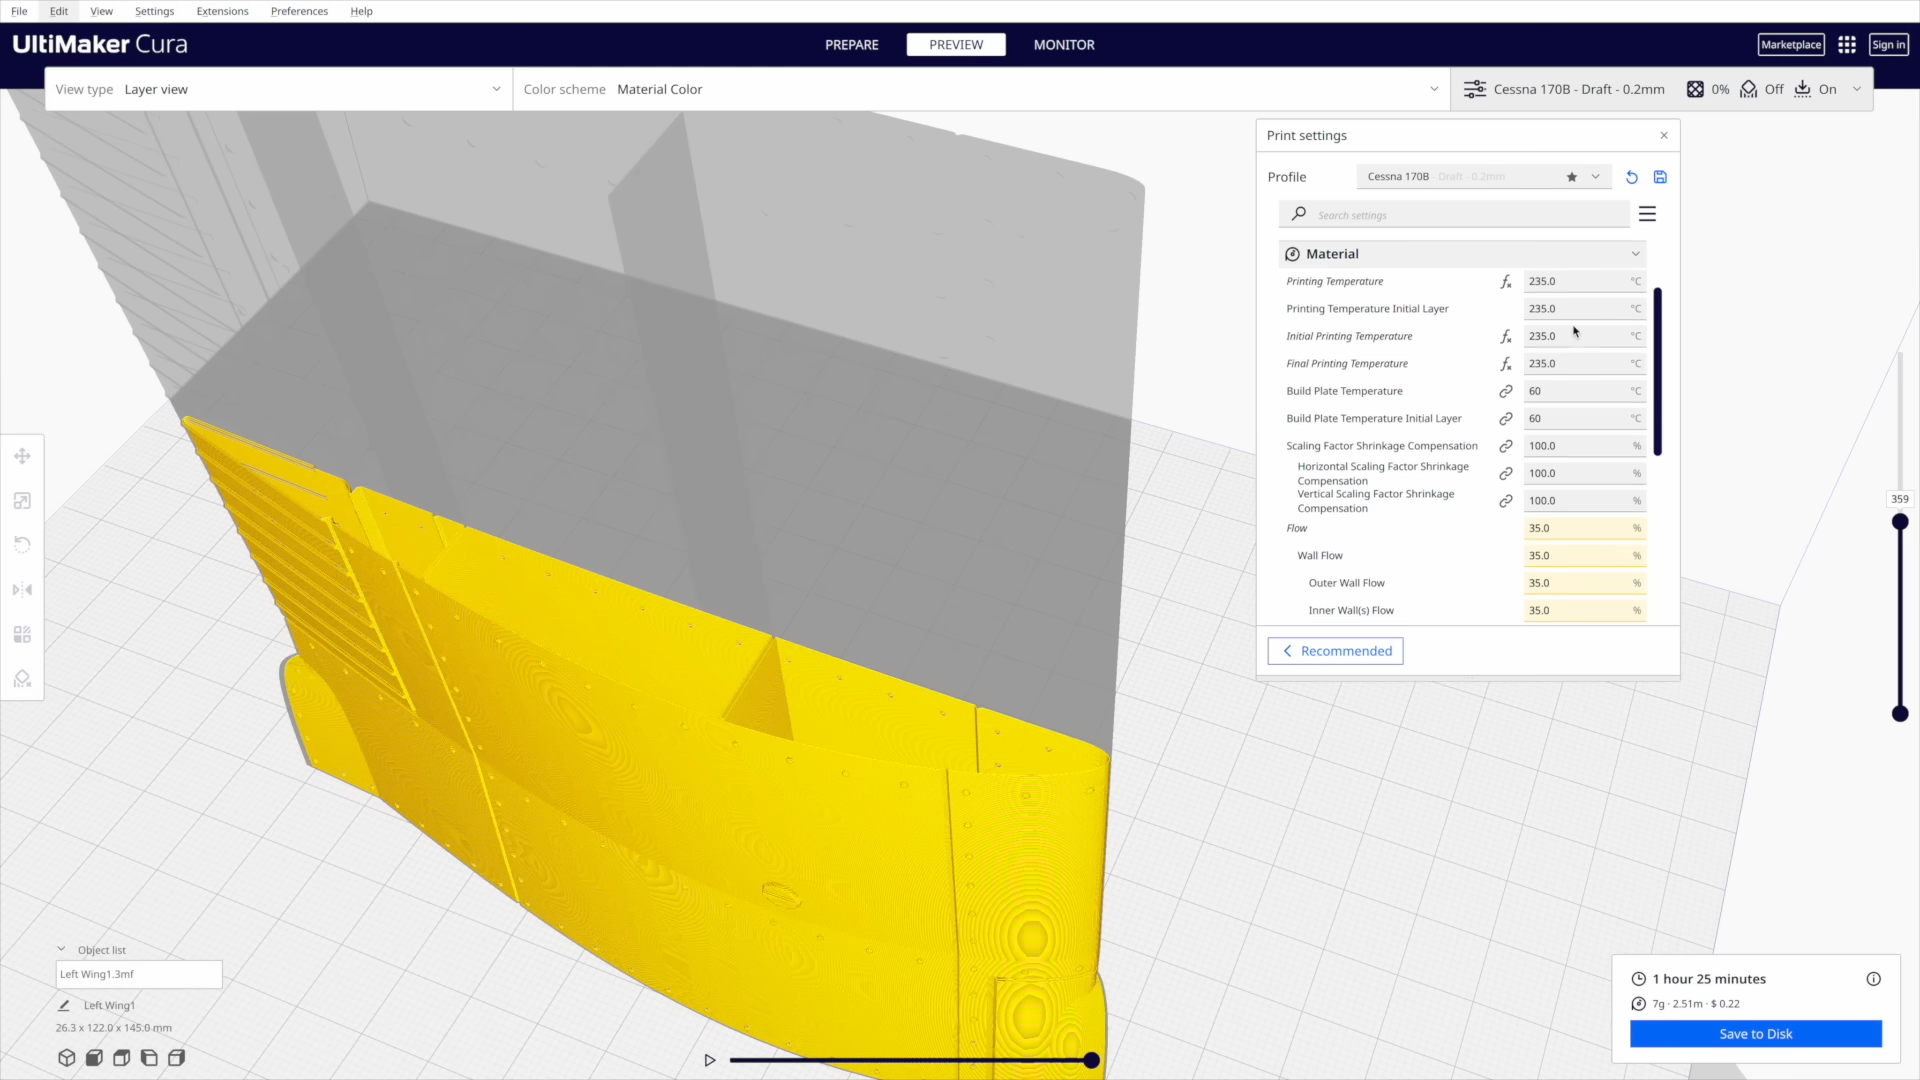 File Edit View Settings Extensions Preferences Help
UltiMaker Cura
PREPARE PREVIEW MONITOR
Marketplace Sign in
View type Layer view
Color scheme Material Color
Cessna 170B - Draft - 0.2mm 0% Off On
Print settings
Profile Cessna 170B Draft - 0.2mm
Search settings
Material
Printing Temperature 235.0 °C
Printing Temperature Initial Layer 235.0 °C
Initial Printing Temperature 235.0 °C
Final Printing Temperature 235.0 °C
Build Plate Temperature 60 °C
Build Plate Temperature Initial Layer 60 °C
Scaling Factor Shrinkage Compensation 100.0 %
Horizontal Scaling Factor Shrinkage
Compensation 100.0 %
Vertical Scaling Factor Shrinkage
Compensation 100.0 %
Flow 35.0 %
Wall Flow 35.0 %
Outer Wall Flow 35.0 %
Inner Wall(s) Flow 35.0 %
Recommended
359
Object list
Left Wing1.3mf
Left Wing1
26.3 x 122.0 x 145.0 mm
1 hour 25 minutes
7g · 2.51m · $ 0.22
Save to Disk